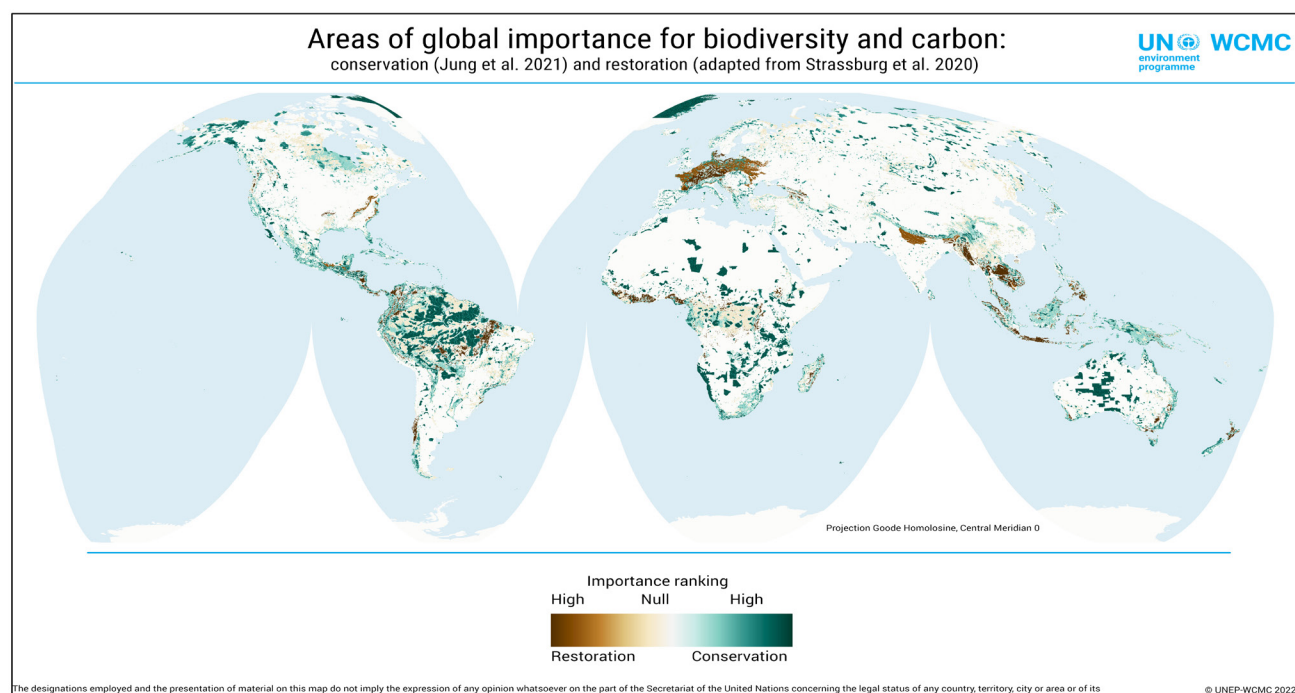 Areas of global importance for biodiversity and carbon:
conservation (Jung et al. 2021) and restoration (adapted from Strassburg et al. 2020)
UN WCMC
environment
programme
Projection Goode Homolosine, Central Meridian 0
Importance ranking
High Null High
Restoration Conservation
The designations employed and the presentation of material on this map do not imply the expression of any opinion whatsoever on the part of the Secretariat of the United Nations concerning the legal status of any country, territory, city or area or of its
© UNEP-WCMC 2022